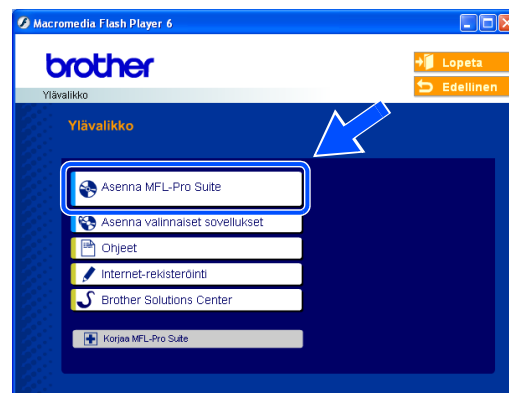 Macromedia Flash Player 6
brother
Lopeta
Edellinen
Ylävalikko
Ylävalikko
Asenna MFL-Pro Suite
Asenna valinnaiset sovellukset
Ohjeet
Internet-rekisteröinti
Brother Solutions Center
Korjaa MFL-Pro Suite